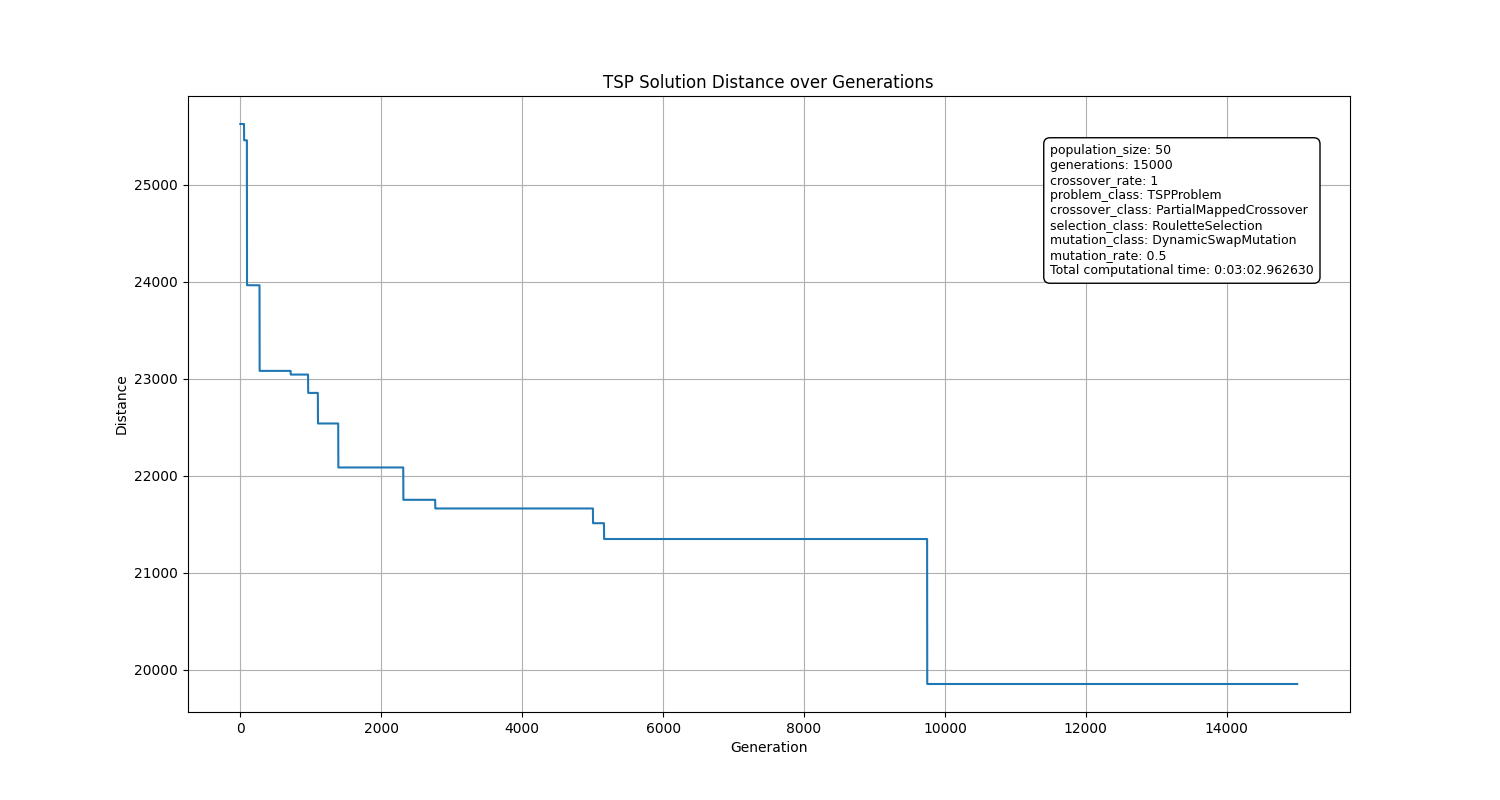 TSP Solution Distance over Generations
population_size: 50
generations: 15000
crossover_rate: 1
problem_class: TSPProblem
crossover_class: PartialMappedCrossover
selection_class: RouletteSelection
mutation_class: DynamicSwapMutation
mutation_rate: 0.5
Total computational time: 0:03:02.962630
25000
24000
23000
22000
21000
20000
Distance
0 2000 4000 6000 8000 10000 12000 14000
Generation